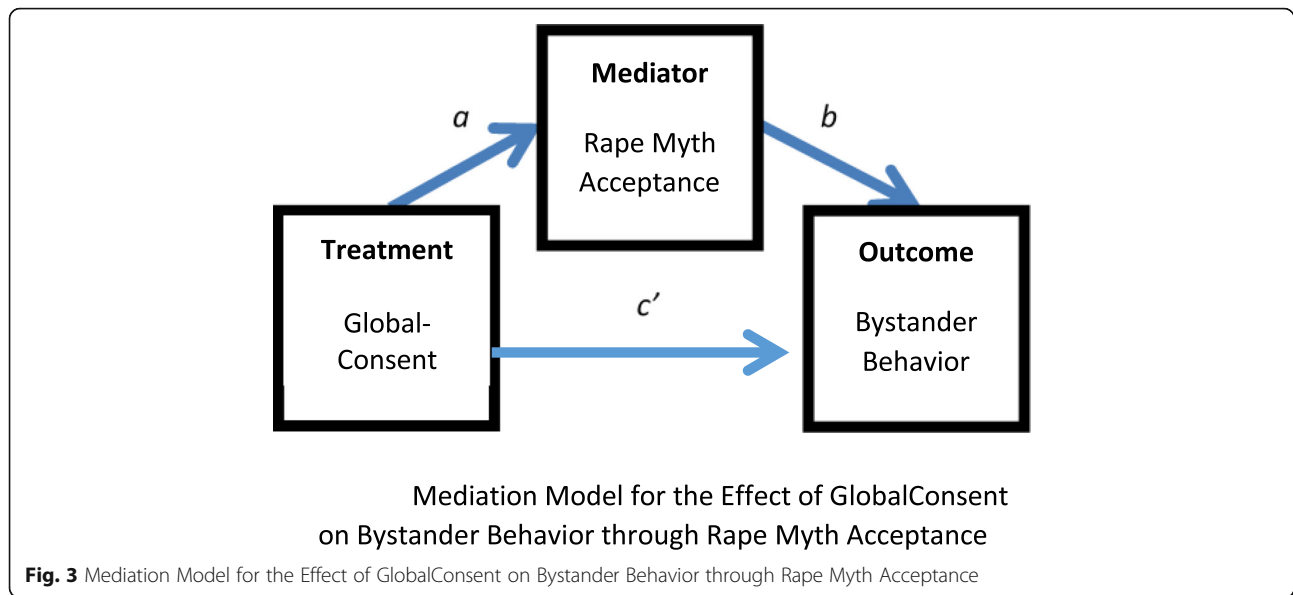 Mediator
Rape Myth
Acceptance
a
b
Treatment
Global-
Consent
c’
Outcome
Bystander
Behavior
Mediation Model for the Effect of GlobalConsent
on Bystander Behavior through Rape Myth Acceptance
Fig. 3 Mediation Model for the Effect of GlobalConsent on Bystander Behavior through Rape Myth Acceptance